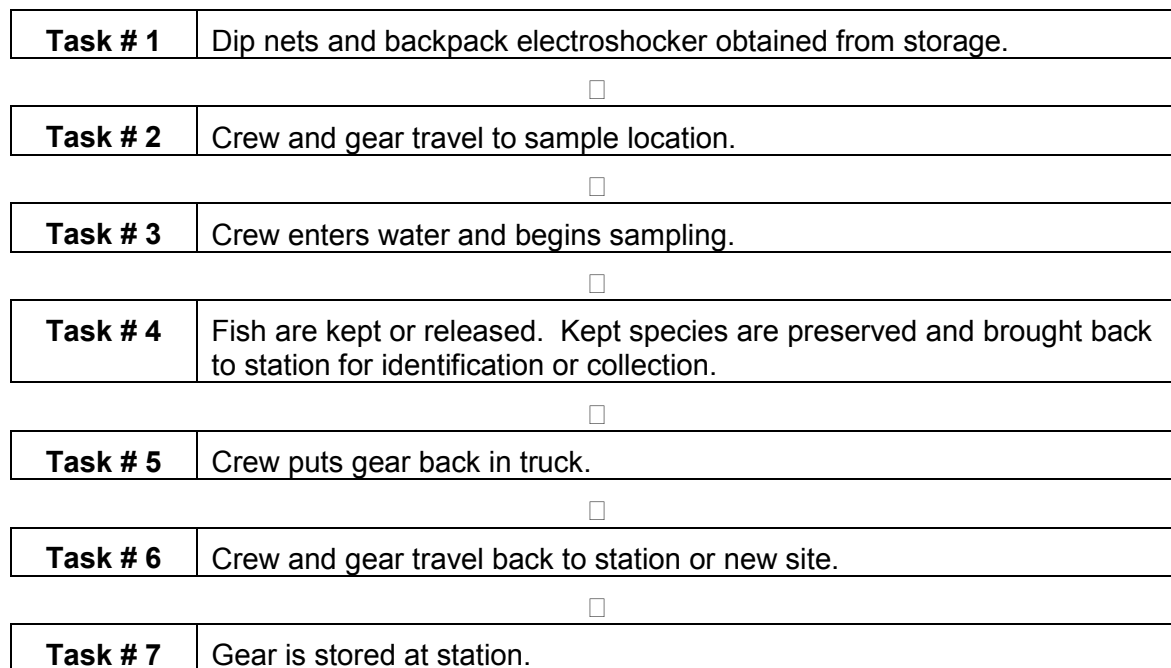 Task # 1 Dip nets and backpack electroshocker obtained from storage.
Task # 2 Crew and gear travel to sample location.
Task # 3 Crew enters water and begins sampling.
Task # 4 Fish are kept or released.  Kept species are preserved and brought back
to station for identification or collection.
Task # 5 Crew puts gear back in truck.
Task # 6 Crew and gear travel back to station or new site.
Task # 7 Gear is stored at station.